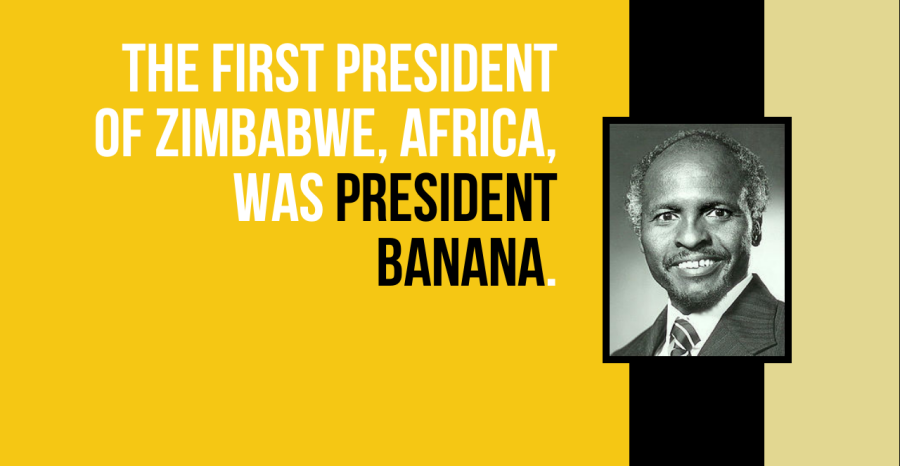 THE FIRST PRESIDENT
OF ZIMBABWE, AFRICA,
WAS PRESIDENT
BANANA.